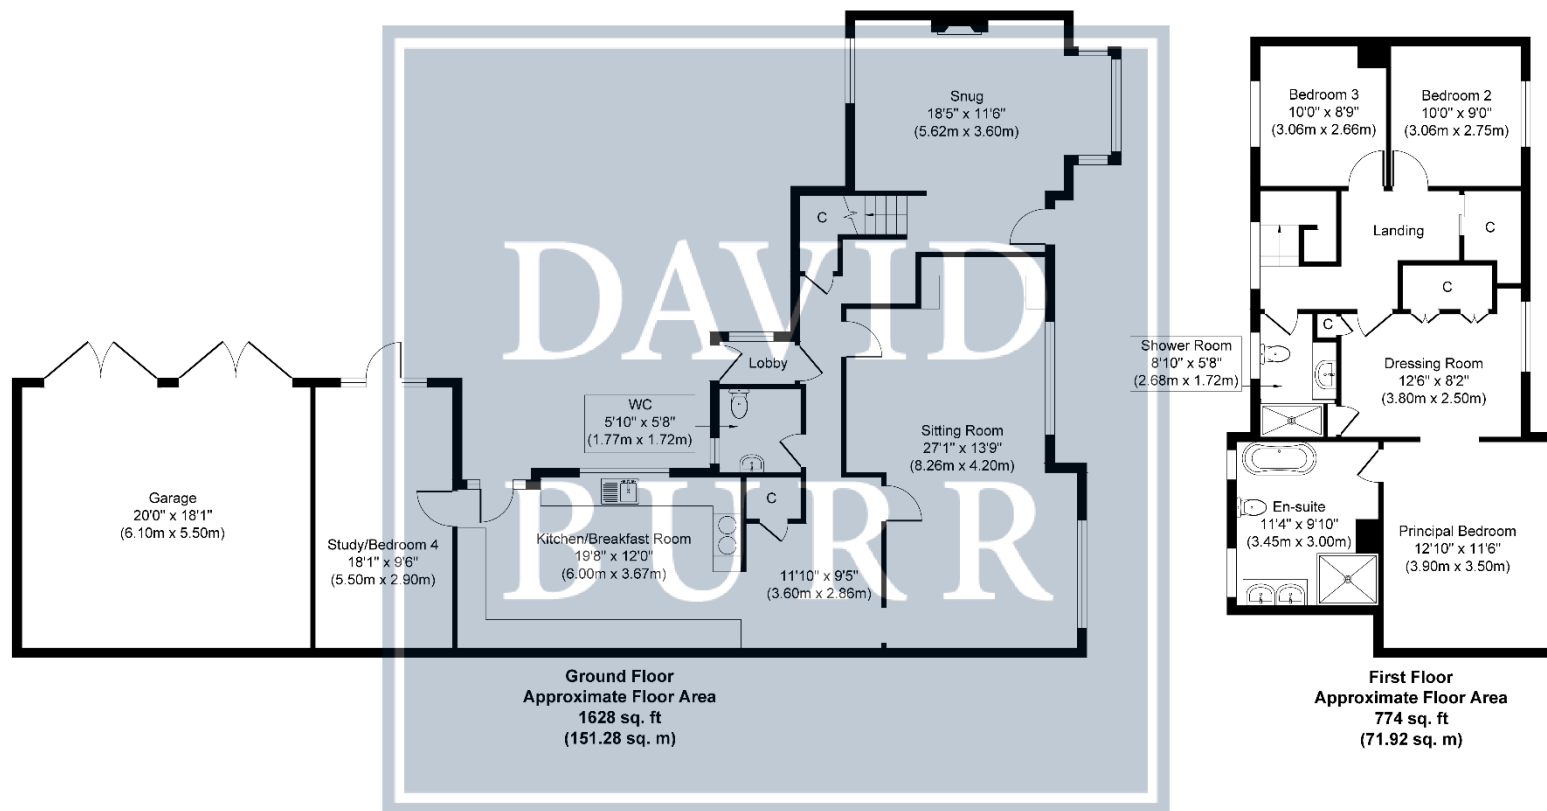 Snug
18'5" x 11'6"
(5.62m x 3.60m)
C
Lobby
WC
5'10" x 5'8"
(1.77m x 1.72m)
Sitting Room
27'1" x 13'9"
(8.26m x 4.20m)
Garage
20'0" x 18'1"
(6.10m x 5.50m)
Study/Bedroom 4
18'1" x 9'6"
(5.50m x 2.90m)
Kitchen/Breakfast Room
19'8" x 12'0"
(6.00m x 3.67m)
C
11'10" x 9'5"
(3.60m x 2.86m)
DAVID
BURR
Ground Floor
Approximate Floor Area
1628 sq. ft
(151.28 sq. m)
Bedroom 3
10'0" x 8'9"
(3.06m x 2.66m)
Bedroom 2
10'0" x 9'0"
(3.06m x 2.75m)
Landing
C
C
C
Shower Room
8'10" x 5'8"
(2.68m x 1.72m)
Dressing Room
12'6" x 8'2"
(3.80m x 2.50m)
En-suite
11'4" x 9'10"
(3.45m x 3.00m)
Principal Bedroom
12'10" x 11'6"
(3.90m x 3.50m)
First Floor
Approximate Floor Area
774 sq. ft
(71.92 sq. m)